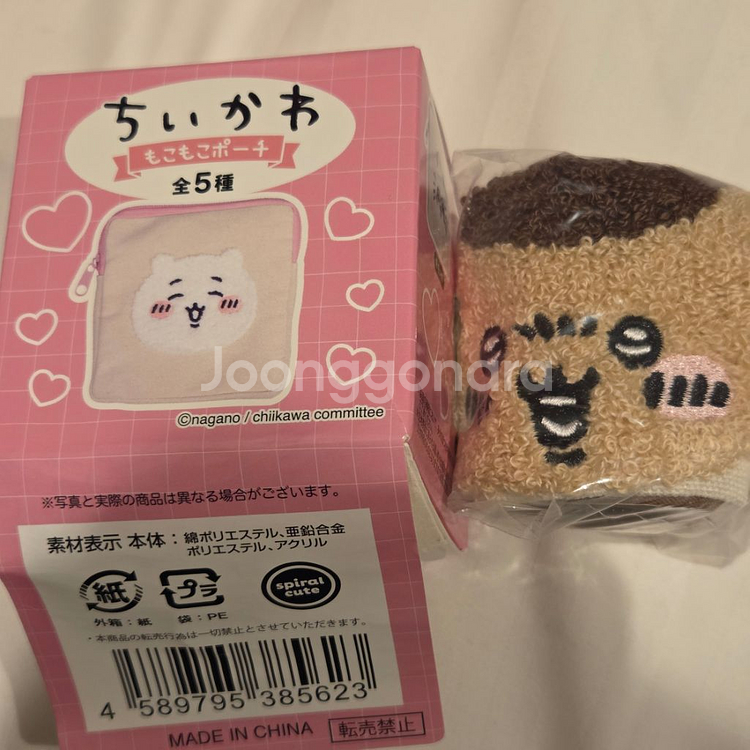 ちいかわ
もこもこポーチ
全5種
Joonggonara
©nagano / chiikawa committee
※写真と実際の商品は異なる場合がございます。
素材表示 本体：綿ポリエステル、亜鉛合金
ポリエステル、アクリル
紙
プラ
spiral
cute
外箱：紙
袋：PE
・本商品の転売行為は一切禁止とさせていただきます。
4 589795 385623
MADE IN CHINA
転売禁止